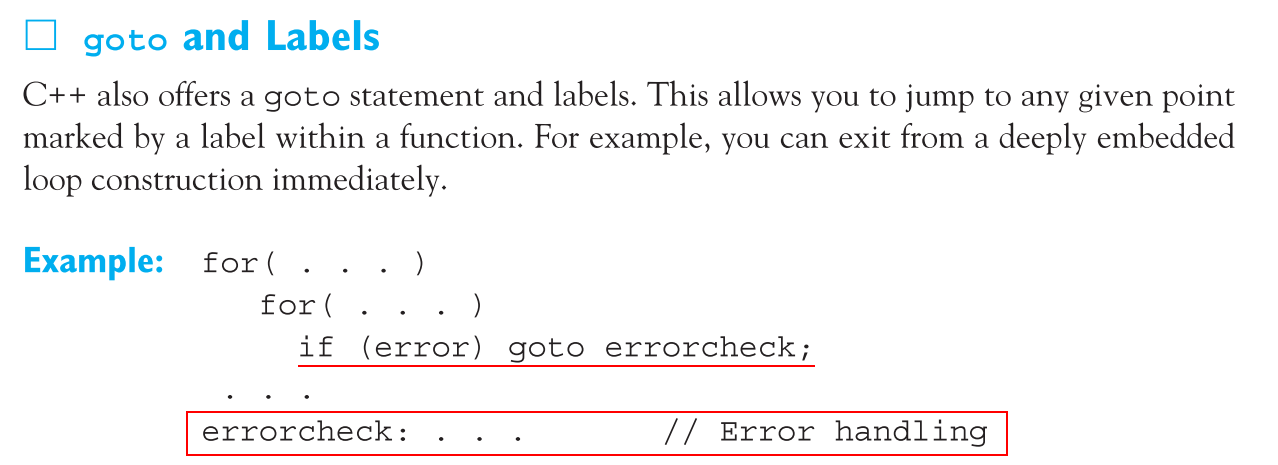 goto and Labels
C++ also offers a goto statement and labels. This allows you to jump to any given point
marked by a label within a function. For example, you can exit from a deeply embedded
loop construction immediately.
Example: for( . . . )
for( . . . )
if (error) goto errorcheck;
. . .
errorcheck: . . . // Error handling